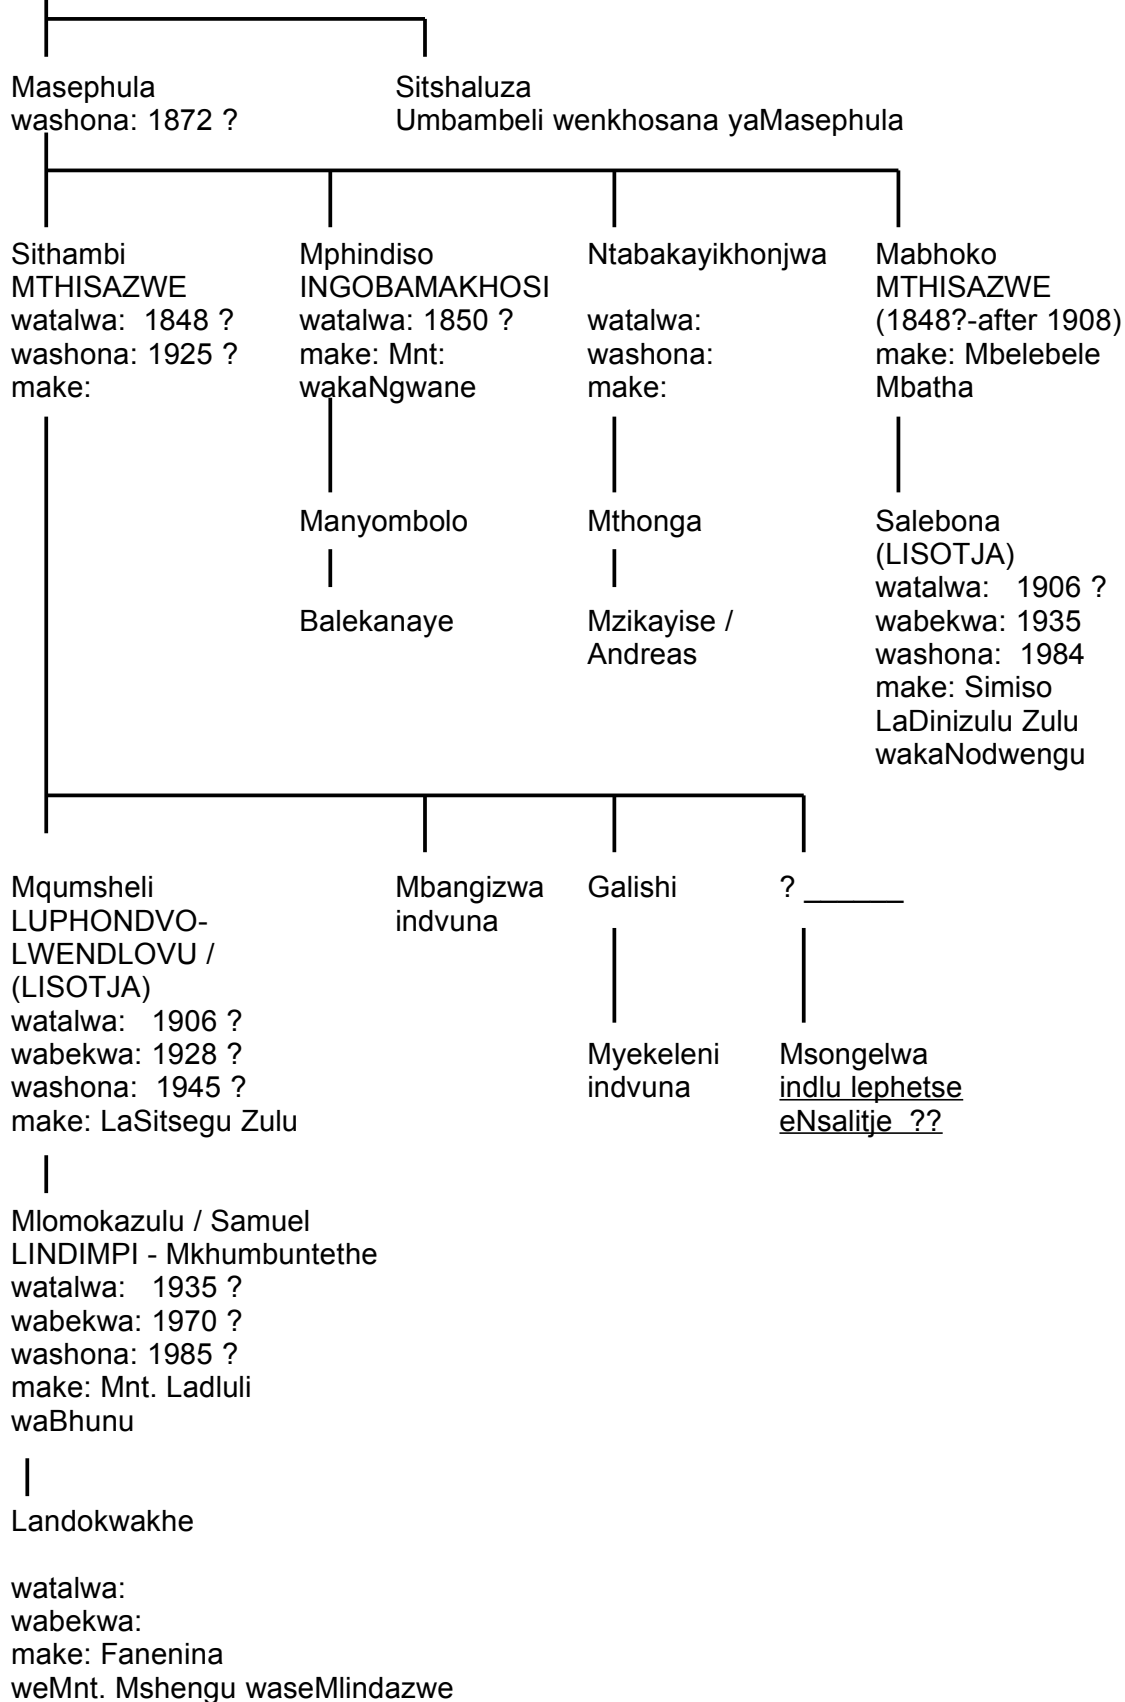 Masephula
washona: 1872 ?
Sitshaluza
Umbambeli wenkhosana yaMasephula
Sithambi
MTHISAZWE
watalwa: 1848 ?
washona: 1925 ?
make:
Mphindiso
INGOBAMAKHOSI
watalwa: 1850 ?
make: Mnt:
wakaNgwane
Ntabakayikhonjwa
watalwa:
washona:
make:
Mabhoko
MTHISAZWE
(1848?-after 1908)
make: Mbelebele
Mbatha
Manyombolo
Balekanaye
Mthonga
Mzikayise /
Andreas
Salebona
(LISOTJA)
watalwa: 1906 ?
wabekwa: 1935
washona: 1984
make: Simiso
LaDinizulu Zulu
wakaNodwengu
Mqumsheli
LUPHONDVO-
LWENDLOVU /
(LISOTJA)
watalwa: 1906 ?
wabekwa: 1928 ?
washona: 1945 ?
make: LaSitsegu Zulu
Mbangizwa
indvuna
Galishi
Myekeleni
indvuna
? ______
Msongelwa
indlu lephetse
eNsalitje ??
Mlomokazulu / Samuel
LINDIMPI - Mkhumbuntethe
watalwa: 1935 ?
wabekwa: 1970 ?
washona: 1985 ?
make: Mnt. Ladluli
waBhunu
Landokwakhe
watalwa:
wabekwa:
make: Fanenina
weMnt. Mshengu waseMlindazwe